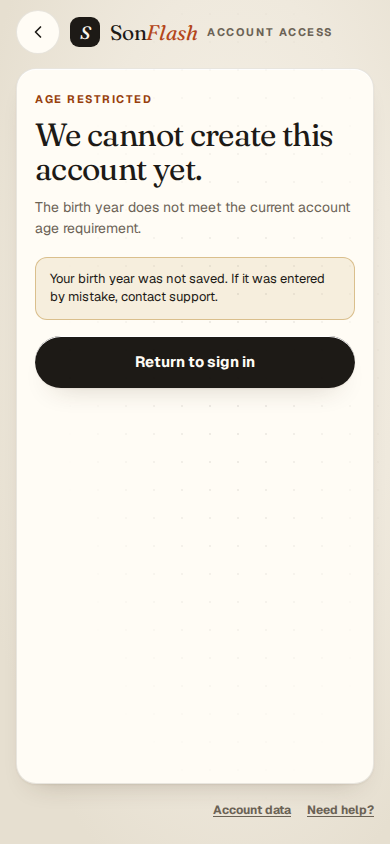 S SonFlash ACCOUNT ACCESS
AGE RESTRICTED
We cannot create this
account yet.
The birth year does not meet the current account
age requirement.
Your birth year was not saved. If it was entered
by mistake, contact support.
Return to sign in
Account data Need help?